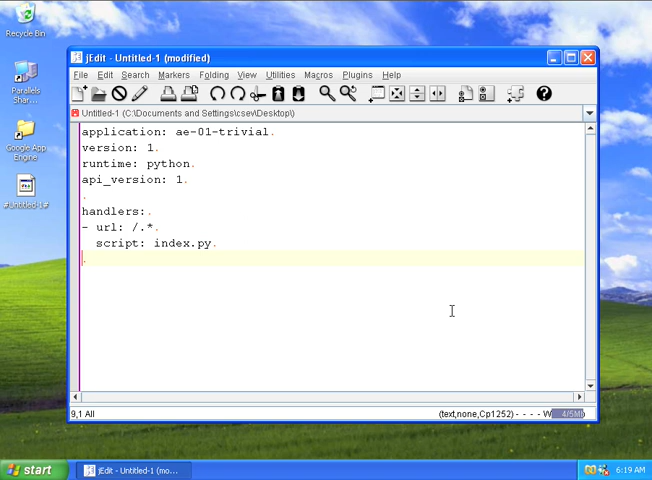 Recycle Bin
Parallels
Shar...
Google App
Engine
#Untitled-1#
jEdit - Untitled-1 (modified)
File Edit Search Markers Folding View Utilities Macros Plugins Help
Untitled-1 (C:\Documents and Settings\csev\Desktop\)
application: ae-01-trivial.
version: 1.
runtime: python.
api_version: 1.
.
handlers:.
- url: /.*.
script: index.py.
.
9,1 All
(text,none,Cp1252)- - - - W 4/5Mb
start
jEdit - Untitled-1 (mo...
6:19 AM